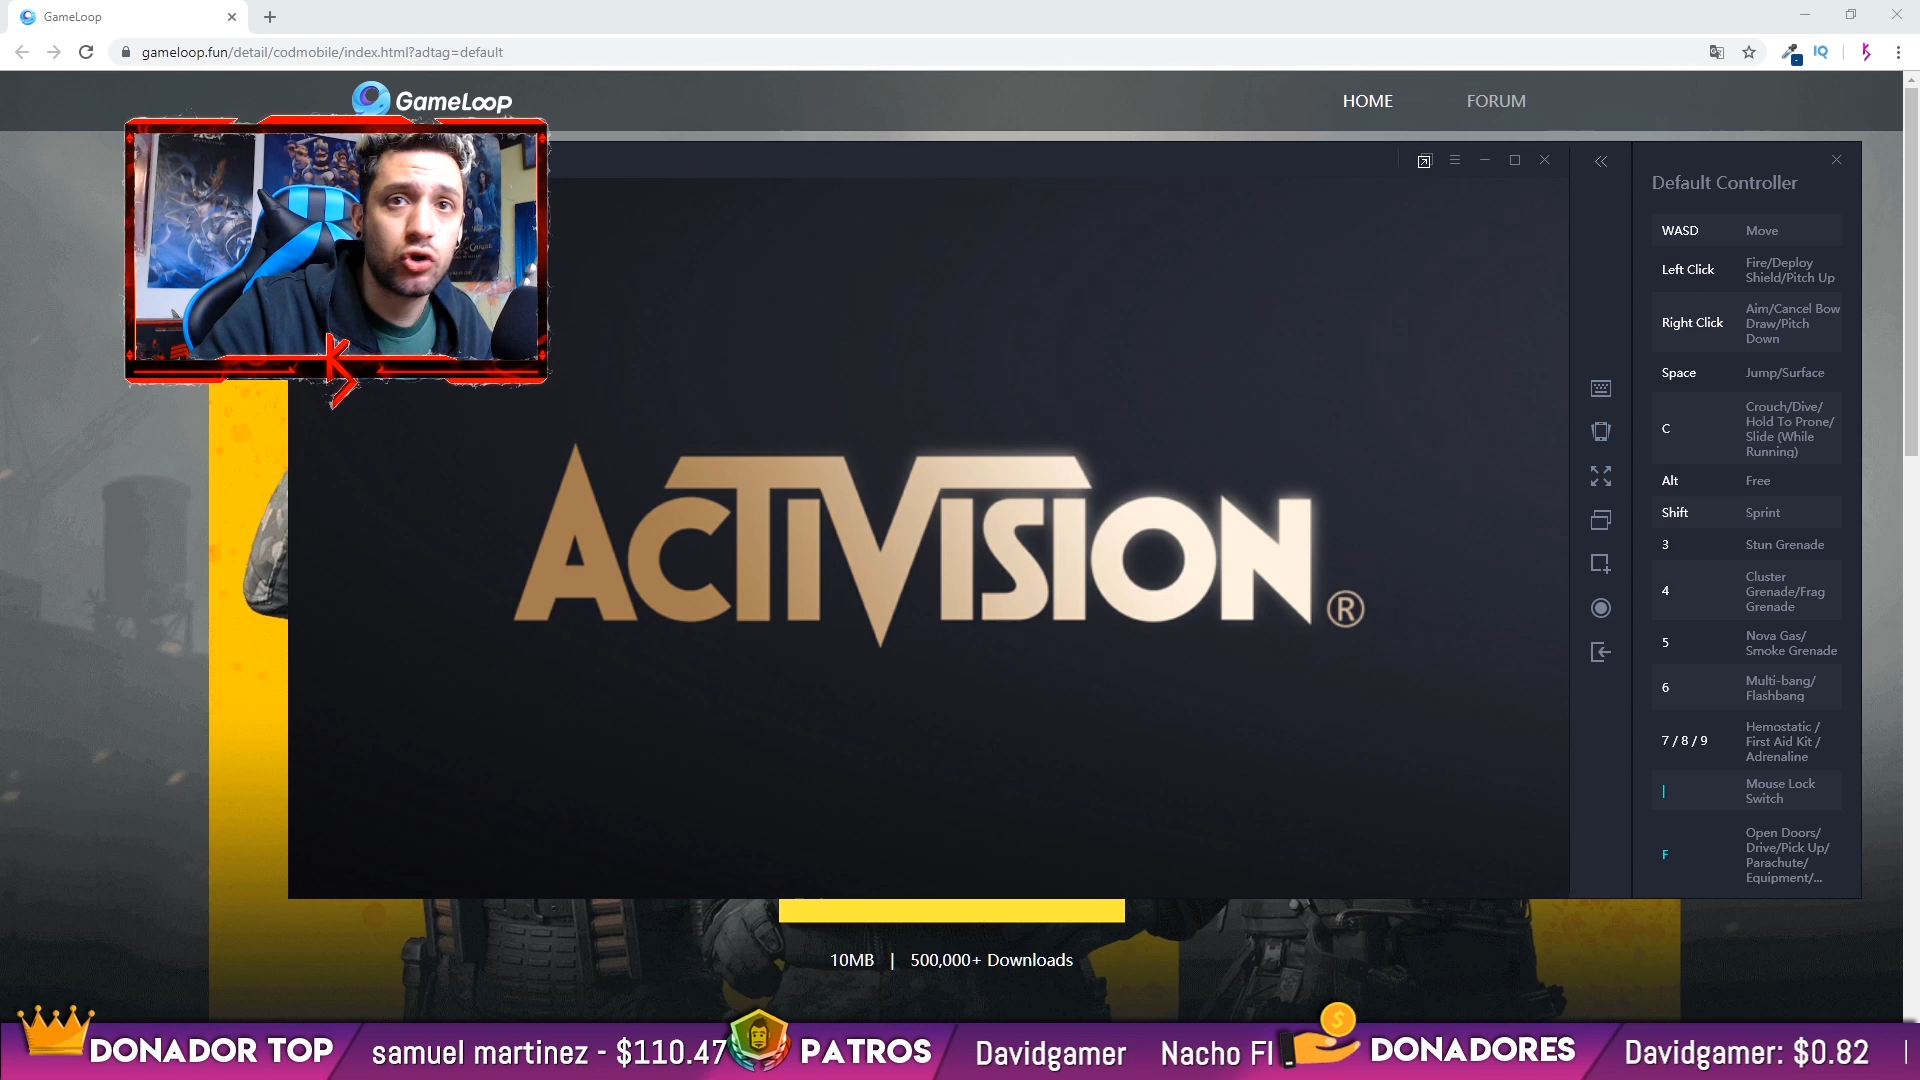 GameLoop
gameloop.fun/detail/codmobile/index.html?adtag=default
IQ
GameLoop
HOME
FORUM
ACTIVISION®
Default Controller
WASD Move
Left Click Fire/Deploy
Shield/Pitch Up
Right Click Aim/Cancel Bow
Draw/Pitch
Down
Space Jump/Surface
C Crouch/Dive/
Hold To Prone/
Slide (While
Running)
Alt Free
Shift Sprint
3 Stun Grenade
4 Cluster
Grenade/Frag
Grenade
5 Nova Gas/
Smoke Grenade
6 Multi-bang/
Flashbang
7 / 8 / 9 Hemostatic /
First Aid Kit /
Adrenaline
| Mouse Lock
Switch
F Open Doors/
Drive/Pick Up/
Parachute/
Equipment/...
10MB | 500,000+ Downloads
DONADOR TOP samuel martinez - $110.47 PATROS Davidgamer Nacho Fl DONADORES Davidgamer: $0.82